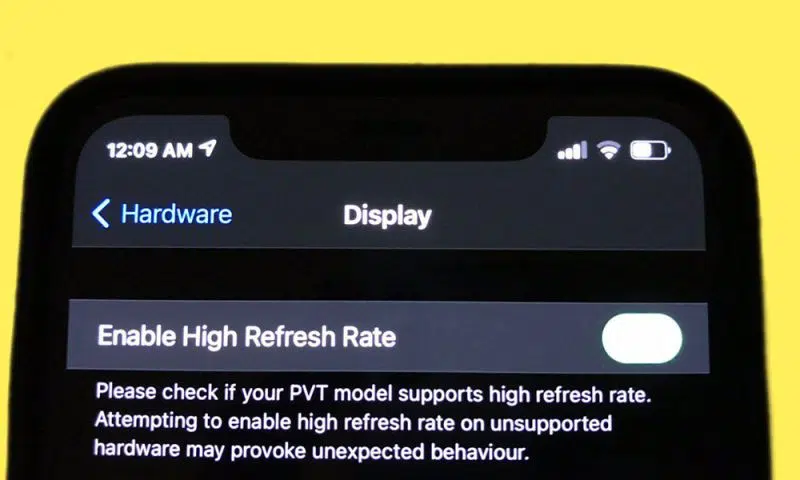 12:09 AM
Hardware
Display
Enable High Refresh Rate
Please check if your PVT model supports high refresh rate.
Attempting to enable high refresh rate on unsupported
hardware may provoke unexpected behaviour.